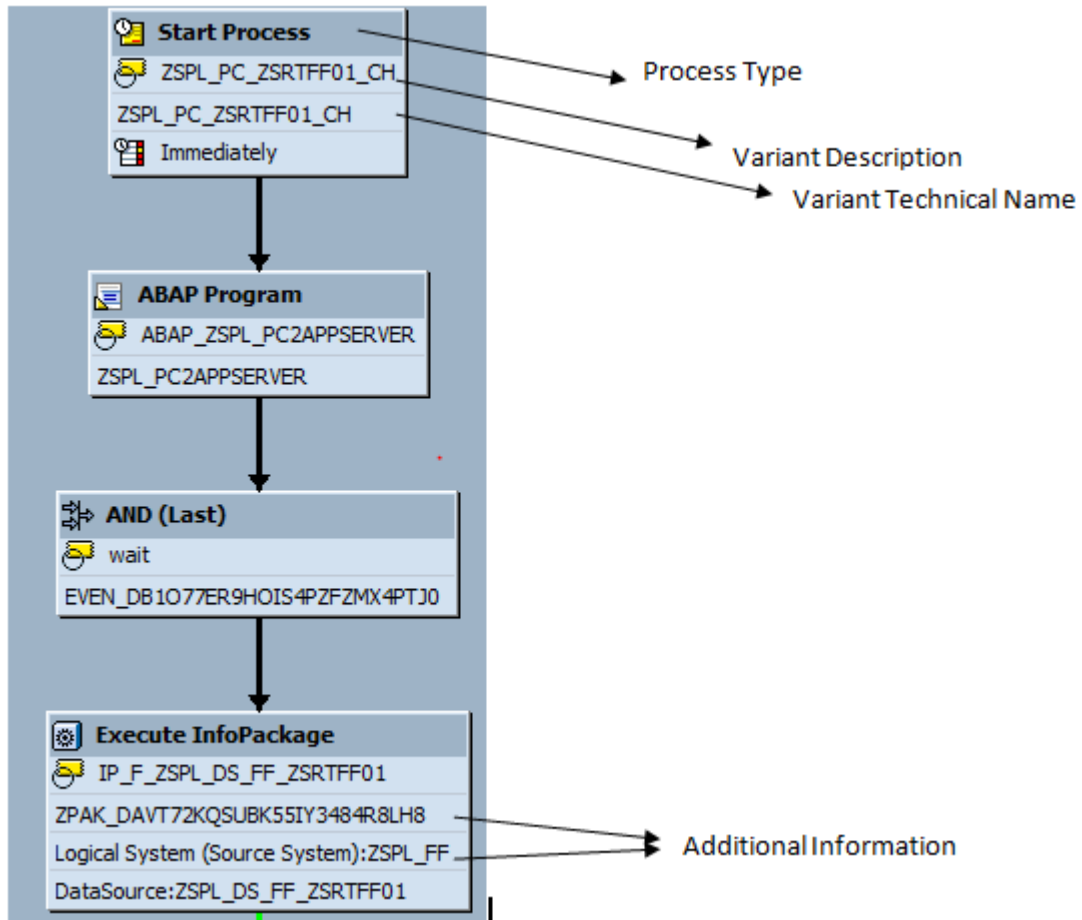 Start Process
ZSPL_PC_ZSRTFF01_CH
ZSPL_PC_ZSRTFF01_CH
Immediately
Process Type
Variant Description
Variant Technical Name
ABAP Program
ABAP_ZSPL_PC2APPSERVER
ZSPL_PC2APPSERVER
AND (Last)
wait
EVEN_DB1O77ER9HOIS4PZFZMX4PTJ0
Execute InfoPackage
IP_F_ZSPL_DS_FF_ZSRTFF01
ZPAK_DAVT72KQSUBK55IY3484R8LH8
Logical System (Source System):ZSPL_FF
DataSource:ZSPL_DS_FF_ZSRTFF01
Additional Information